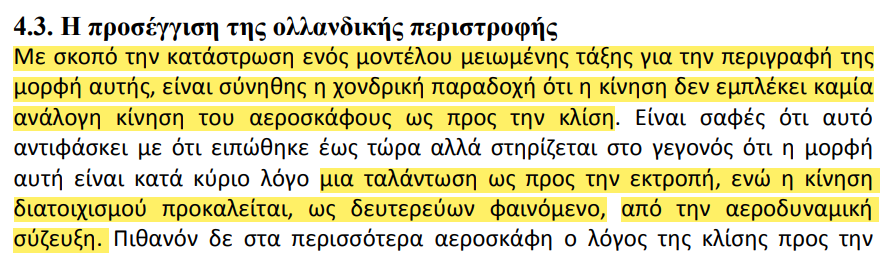 4.3. Η προσέγγιση της ολλανδικής περιστροφής
Με σκοπό την κατάστρωση ενός μοντέλου μειωμένης τάξης για την περιγραφή της
μορφή αυτής, είναι σύνηθης η χονδρική παραδοχή ότι η κίνηση δεν εμπλέκει καμία
ανάλογη κίνηση του αεροσκάφους ως προς την κλίση. Είναι σαφές ότι αυτό
αντιφάσκει με ότι ειπώθηκε έως τώρα αλλά στηρίζεται στο γεγονός ότι η μορφή
αυτή είναι κατά κύριο λόγο μια ταλάντωση ως προς την εκτροπή, ενώ η κίνηση
διατοιχισμού προκαλείται, ως δευτερεύων φαινόμενο, από την αεροδυναμική
σύζευξη. Πιθανόν δε στα περισσότερα αεροσκάφη ο λόγος της κλίσης προς την